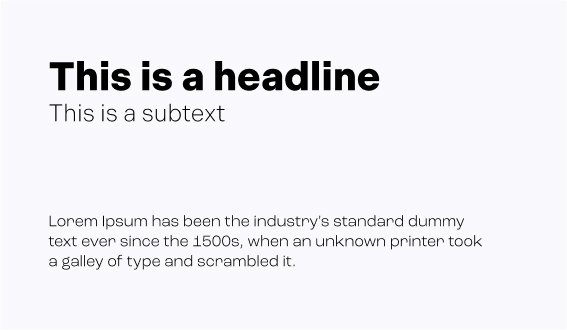 This is a headline
This is a subtext
Lorem Ipsum has been the industry's standard dummy
text ever since the 1500s, when an unknown printer took
a galley of type and scrambled it.